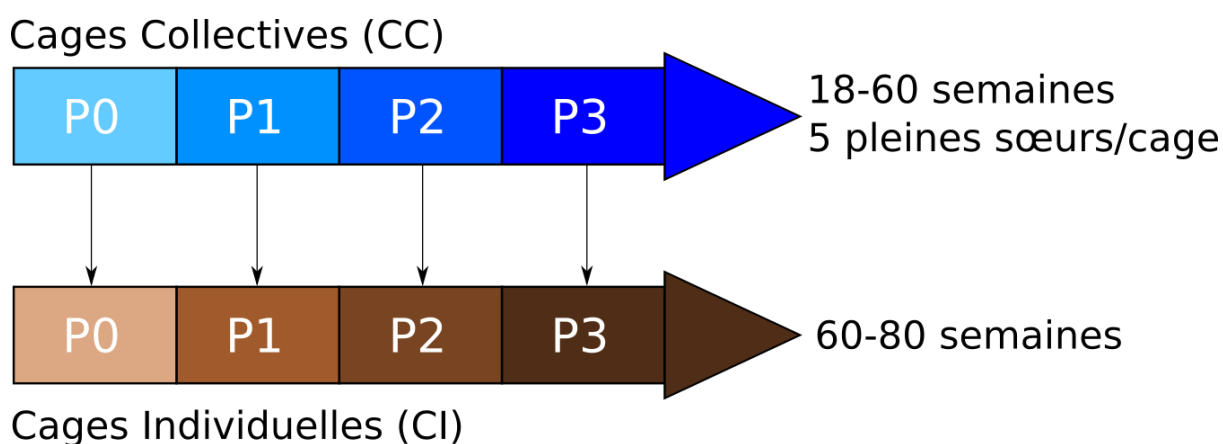 Cages Collectives (CC)
P0 P1 P2 P3
18-60 semaines
5 pleines sœurs/cage
P0 P1 P2 P3
60-80 semaines
Cages Individuelles (CI)